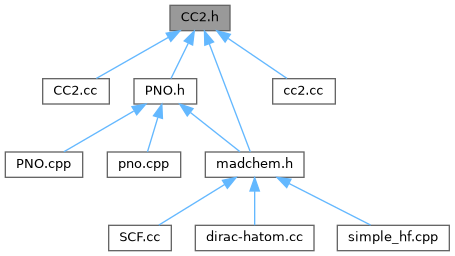 CC2.h
CC2.cc
PNO.h
cc2.cc
PNO.cpp
pno.cpp
madchem.h
SCF.cc
dirac-hatom.cc
simple_hf.cpp